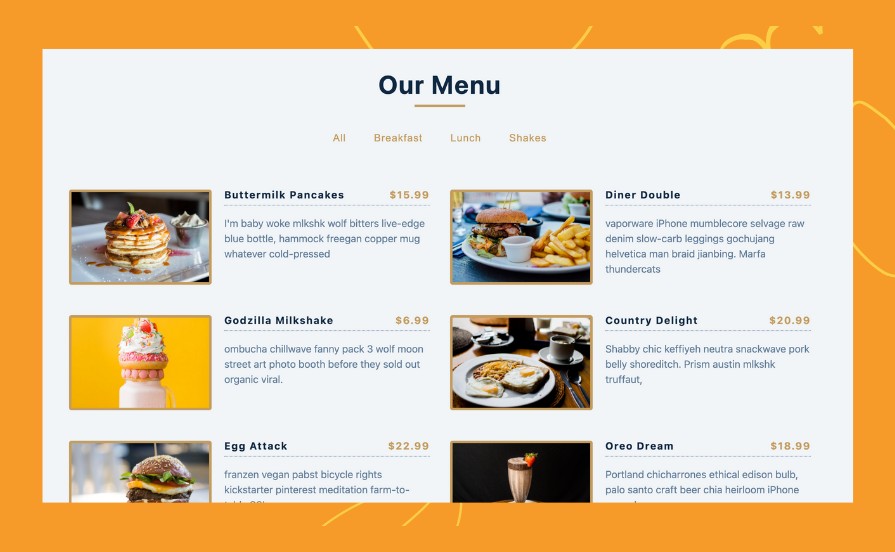 Our Menu
All Breakfast Lunch Shakes
Buttermilk Pancakes $15.99
I'm baby woke mlkshk wolf bitters live-edge
blue bottle, hammock freegan copper mug
whatever cold-pressed
Diner Double $13.99
vaporware iPhone mumblecore selvage raw
denim slow-carb leggings gochujang
helvetica man braid jianbing. Marfa
thundercats
Godzilla Milkshake $6.99
ombucha chillwave fanny pack 3 wolf moon
street art photo booth before they sold out
organic viral.
Country Delight $20.99
Shabby chic keffiyeh neutra snackwave pork
belly shoreditch. Prism austin mlkshk
truffaut,
Egg Attack $22.99
franzen vegan pabst bicycle rights
kickstarter pinterest meditation farm-to-
Oreo Dream $18.99
Portland chicharrones ethical edison bulb,
palo santo craft beer chia heirloom iPhone